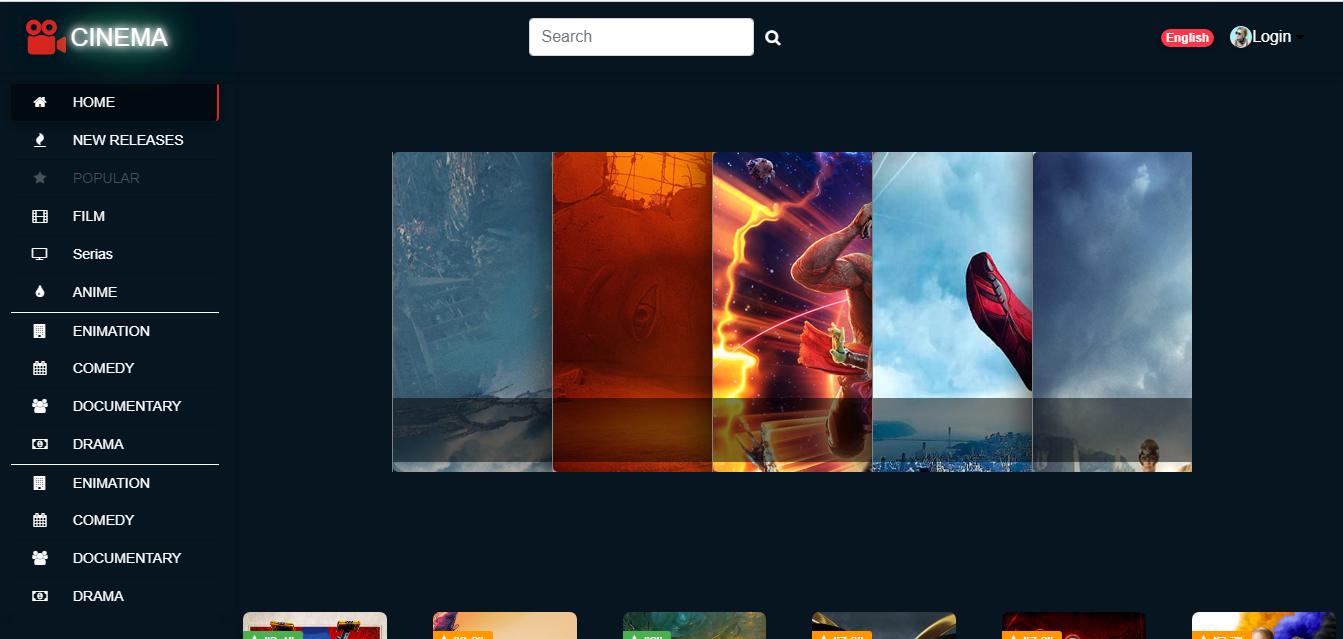 CINEMA
Search
English
Login
HOME
NEW RELEASES
POPULAR
FILM
Serias
ANIME
ENIMATION
COMEDY
DOCUMENTARY
DRAMA
ENIMATION
COMEDY
DOCUMENTARY
DRAMA